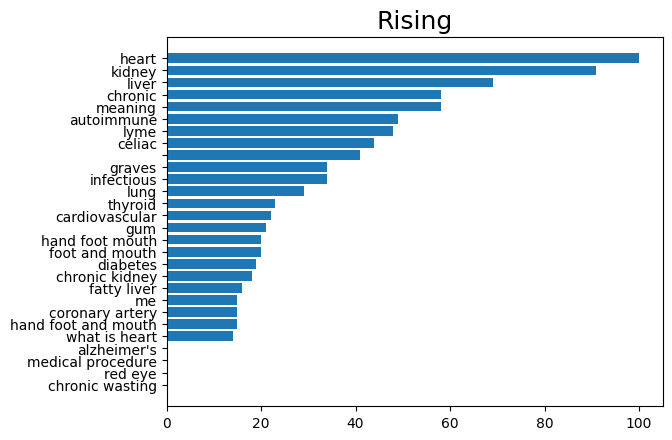 Rising
heart
kidney
liver
chronic
meaning
autoimmune
lyme
celiac
graves
infectious
lung
thyroid
cardiovascular
gum
hand foot mouth
foot and mouth
diabetes
chronic kidney
fatty liver
me
coronary artery
hand foot and mouth
what is heart
alzheimer's
medical procedure
red eye
chronic wasting
0 20 40 60 80 100